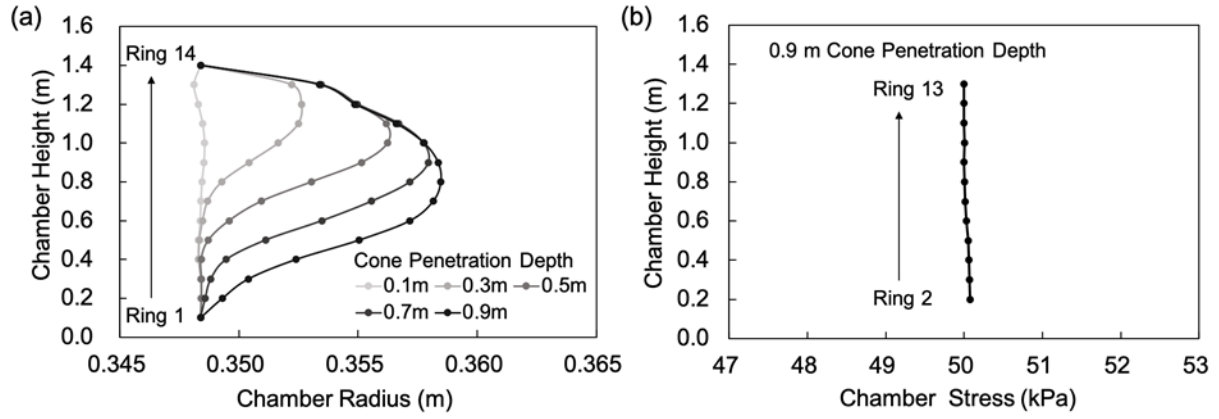 (a)
1.6
1.4
1.2
1.0
0.8
0.6
0.4
0.2
0.0
Chamber Height (m)
Ring 14
Ring 1
Cone Penetration Depth
0.1m 0.3m 0.5m
0.7m 0.9m
0.345 0.350 0.355 0.360 0.365
Chamber Radius (m)
(b)
1.6
1.4
1.2
1.0
0.8
0.6
0.4
0.2
0.0
Chamber Height (m)
0.9 m Cone Penetration Depth
Ring 13
Ring 2
47 48 49 50 51 52 53
Chamber Stress (kPa)